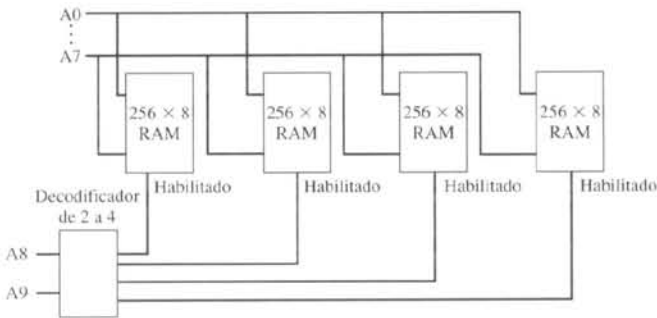 A0
A7
256 × 8
RAM
256 × 8
RAM
256 × 8
RAM
256 × 8
RAM
Habilitado
Habilitado
Habilitado
Habilitado
Decodificador
de 2 a 4
A8
A9